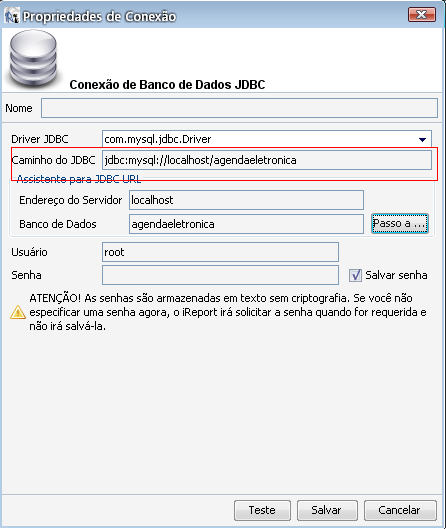 Propriedades de Conexão
Conexão de Banco de Dados JDBC
Nome
Driver JDBC com.mysql.jdbc.Driver
Caminho do JDBC jdbc:mysql://localhost/agendaeletronica
Assistente para JDBC URL
Endereço do Servidor localhost
Banco de Dados agendaeletronica Passo a ...
Usuário root
Senha Salvar senha
ATENÇÃO! As senhas são armazenadas em texto sem criptografia. Se você não
especificar uma senha agora, o iReport irá solicitar a senha quando for requerida e
não irá salvá-la.
Teste Salvar Cancelar